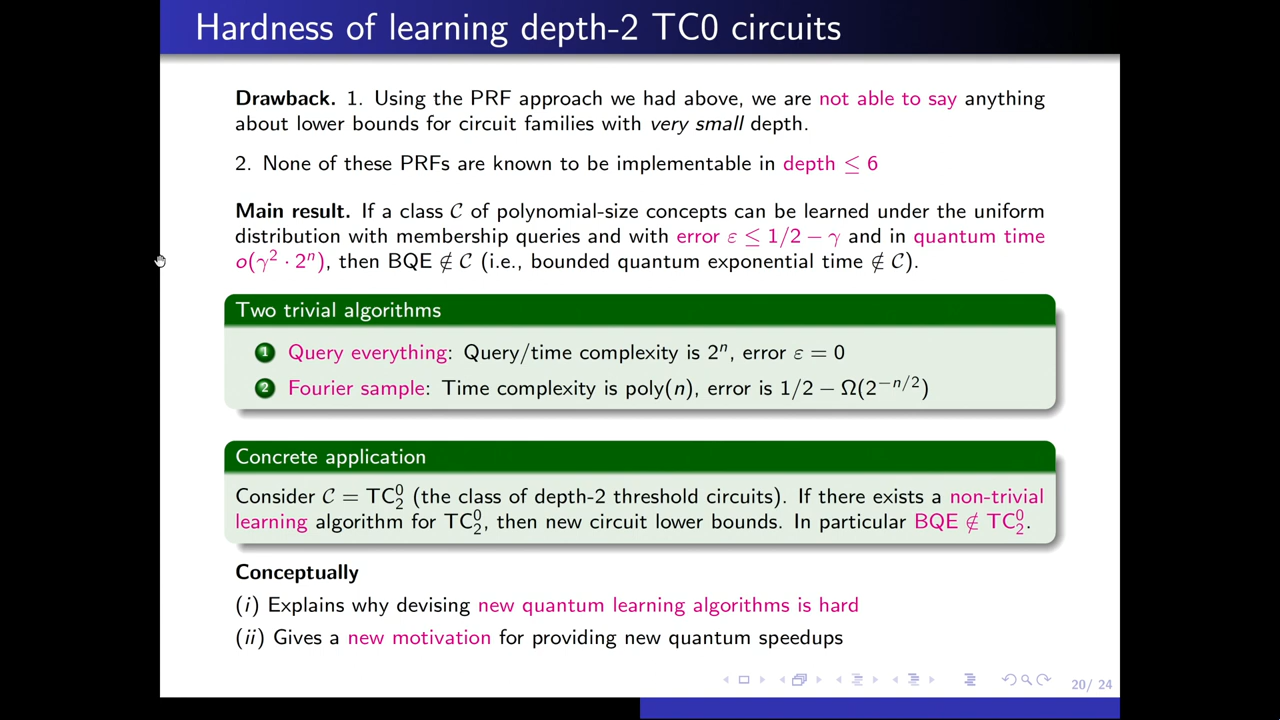 Hardness of learning depth-2 TC0 circuits
Drawback. 1. Using the PRF approach we had above, we are not able to say anything
about lower bounds for circuit families with very small depth.
2. None of these PRFs are known to be implementable in depth ≤ 6
Main result. If a class 𝒞 of polynomial-size concepts can be learned under the uniform
distribution with membership queries and with error ε ≤ 1/2 − γ and in quantum time
o(γ² · 2ⁿ), then BQE ∉ 𝒞 (i.e., bounded quantum exponential time ∉ 𝒞).
Two trivial algorithms
1 Query everything: Query/time complexity is 2ⁿ, error ε = 0
2 Fourier sample: Time complexity is poly(n), error is 1/2 − Ω(2^{−n/2})
Concrete application
Consider 𝒞 = TC⁰₂ (the class of depth-2 threshold circuits). If there exists a non-trivial
learning algorithm for TC⁰₂, then new circuit lower bounds. In particular BQE ∉ TC⁰₂.
Conceptually
(i) Explains why devising new quantum learning algorithms is hard
(ii) Gives a new motivation for providing new quantum speedups
20/ 24